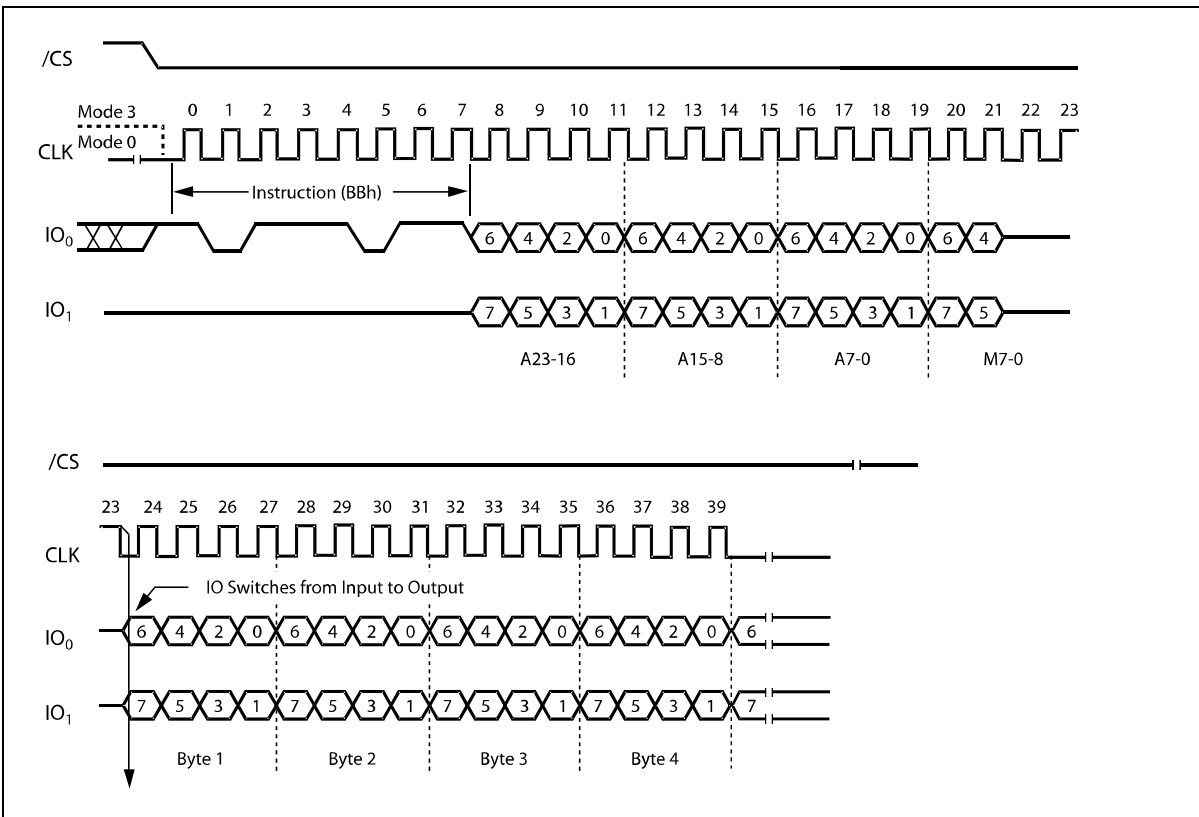 /CS
Mode 3
0 1 2 3 4 5 6 7 8 9 10 11 12 13 14 15 16 17 18 19 20 21 22 23
Mode 0
CLK
Instruction (BBh)
IO0 6 4 2 0 6 4 2 0 6 4 2 0 6 4
IO1 7 5 3 1 7 5 3 1 7 5 3 1 7 5
A23-16 A15-8 A7-0 M7-0
/CS
23 24 25 26 27 28 29 30 31 32 33 34 35 36 37 38 39
CLK
IO Switches from Input to Output
IO0 6 4 2 0 6 4 2 0 6 4 2 0 6 4 2 0 6
IO1 7 5 3 1 7 5 3 1 7 5 3 1 7 5 3 1 7
Byte 1 Byte 2 Byte 3 Byte 4